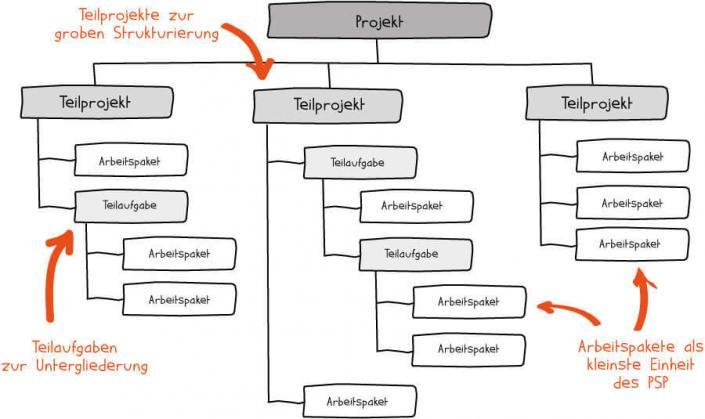 Teilprojekte zur
groben Strukturierung
Projekt
Teilprojekt
Arbeitspaket
Teilaufgabe
Arbeitspaket
Arbeitspaket
Teilaufgaben
zur Untergliederung
Teilprojekt
Teilaufgabe
Arbeitspaket
Teilaufgabe
Arbeitspaket
Arbeitspaket
Arbeitspaket
Teilprojekt
Arbeitspaket
Arbeitspaket
Arbeitspaket
Arbeitspakete als
kleinste Einheit
des PSP